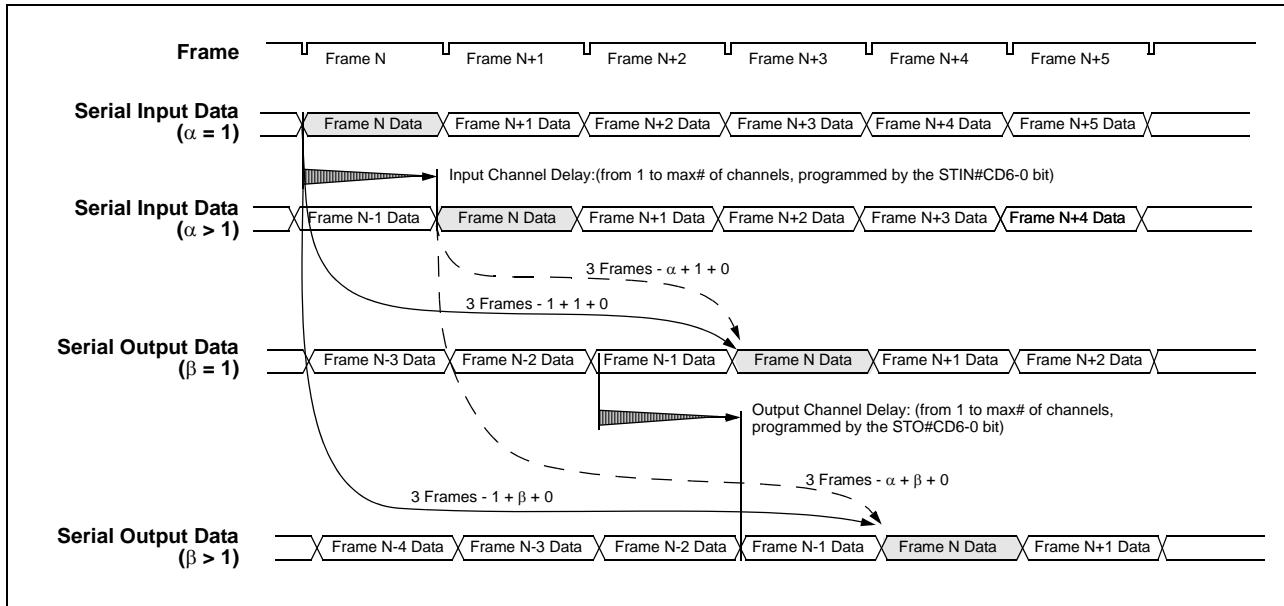 Frame
Frame N Frame N+1 Frame N+2 Frame N+3 Frame N+4 Frame N+5
Serial Input Data
(α = 1)
Frame N Data Frame N+1 Data Frame N+2 Data Frame N+3 Data Frame N+4 Data Frame N+5 Data
Input Channel Delay:(from 1 to max# of channels, programmed by the STIN#CD6-0 bit)
Serial Input Data
(α > 1)
Frame N-1 Data Frame N Data Frame N+1 Data Frame N+2 Data Frame N+3 Data Frame N+4 Data
3 Frames - α + 1 + 0
3 Frames - 1 + 1 + 0
Serial Output Data
(β = 1)
Frame N-3 Data Frame N-2 Data Frame N-1 Data Frame N Data Frame N+1 Data Frame N+2 Data
Output Channel Delay: (from 1 to max# of channels,
programmed by the STO#CD6-0 bit)
3 Frames - α + β + 0
3 Frames - 1 + β + 0
Serial Output Data
(β > 1)
Frame N-4 Data Frame N-3 Data Frame N-2 Data Frame N-1 Data Frame N Data Frame N+1 Data